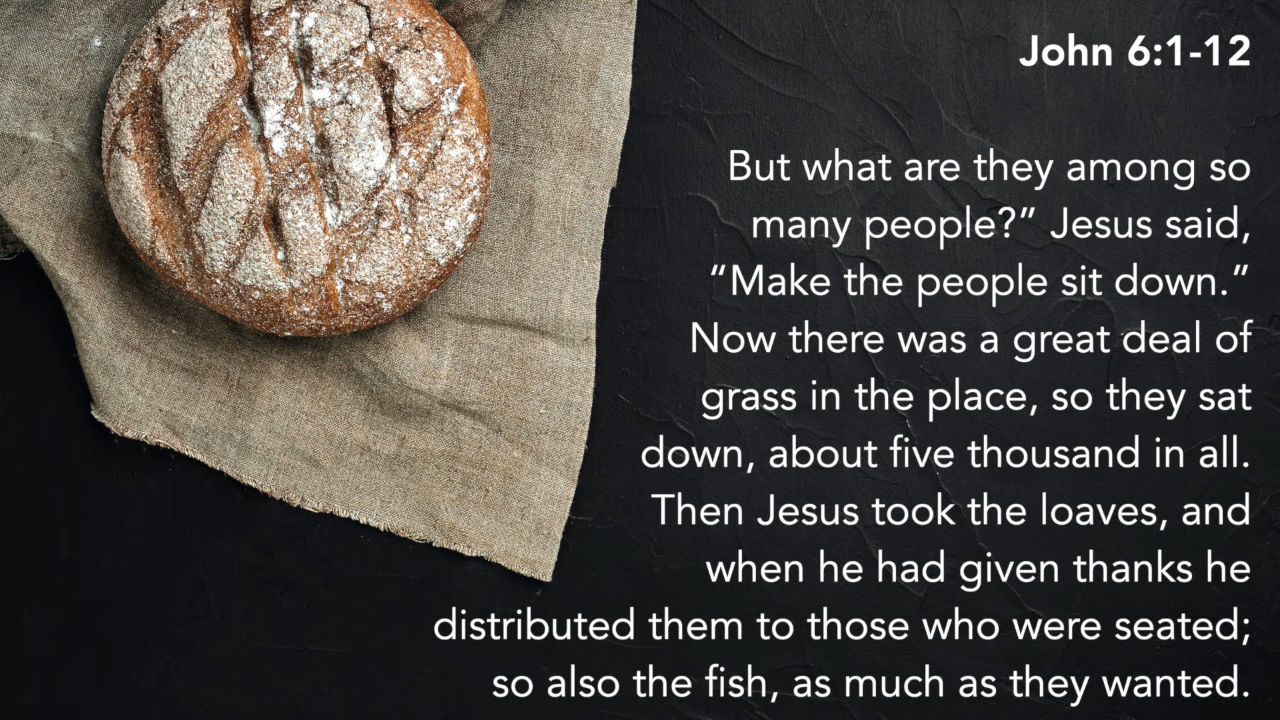 John 6:1-12
But what are they among so
many people?” Jesus said,
“Make the people sit down.”
Now there was a great deal of
grass in the place, so they sat
down, about five thousand in all.
Then Jesus took the loaves, and
when he had given thanks he
distributed them to those who were seated;
so also the fish, as much as they wanted.